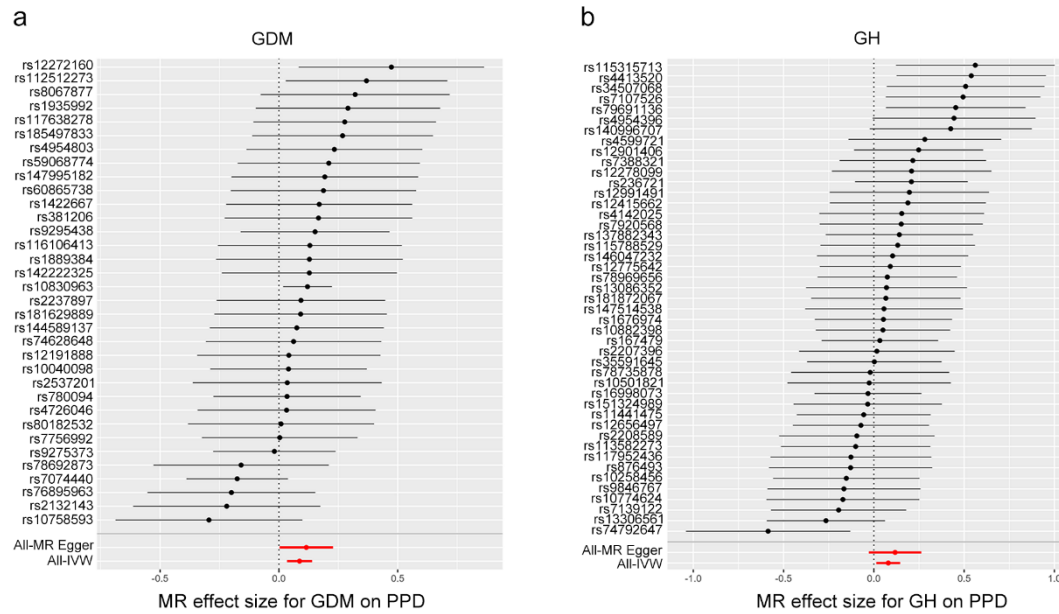 a
GDM
rs12272160
rs112512273
rs8067877
rs1935992
rs117638278
rs185497833
rs4954803
rs59068774
rs147995182
rs60865738
rs1422667
rs381206
rs9295438
rs116106413
rs1889384
rs142222325
rs10830963
rs2237897
rs181629889
rs144589137
rs74628648
rs12191888
rs10040098
rs2537201
rs780094
rs4726046
rs80182532
rs7756992
rs9275373
rs78692873
rs7074440
rs76895963
rs2132143
rs10758593
All-MR Egger
All-IVW
-0.5 0.0 0.5
MR effect size for GDM on PPD
b
GH
rs115315713
rs4413520
rs34507068
rs7107526
rs79691136
rs4954396
rs140996707
rs4599721
rs12901406
rs7388321
rs12278099
rs236721
rs12991491
rs12415662
rs4142025
rs7920568
rs137882343
rs115788529
rs146047232
rs12775642
rs78969656
rs13086352
rs181872067
rs147514538
rs1676974
rs10882398
rs167479
rs2207396
rs35591645
rs78735878
rs10501821
rs16998073
rs151324989
rs11441475
rs12656497
rs2208589
rs113582273
rs117952436
rs876493
rs10258456
rs9846767
rs10774624
rs7139122
rs13306561
rs74792647
All-MR Egger
All-IVW
-1.0 -0.5 0.0 0.5 1.0
MR effect size for GH on PPD